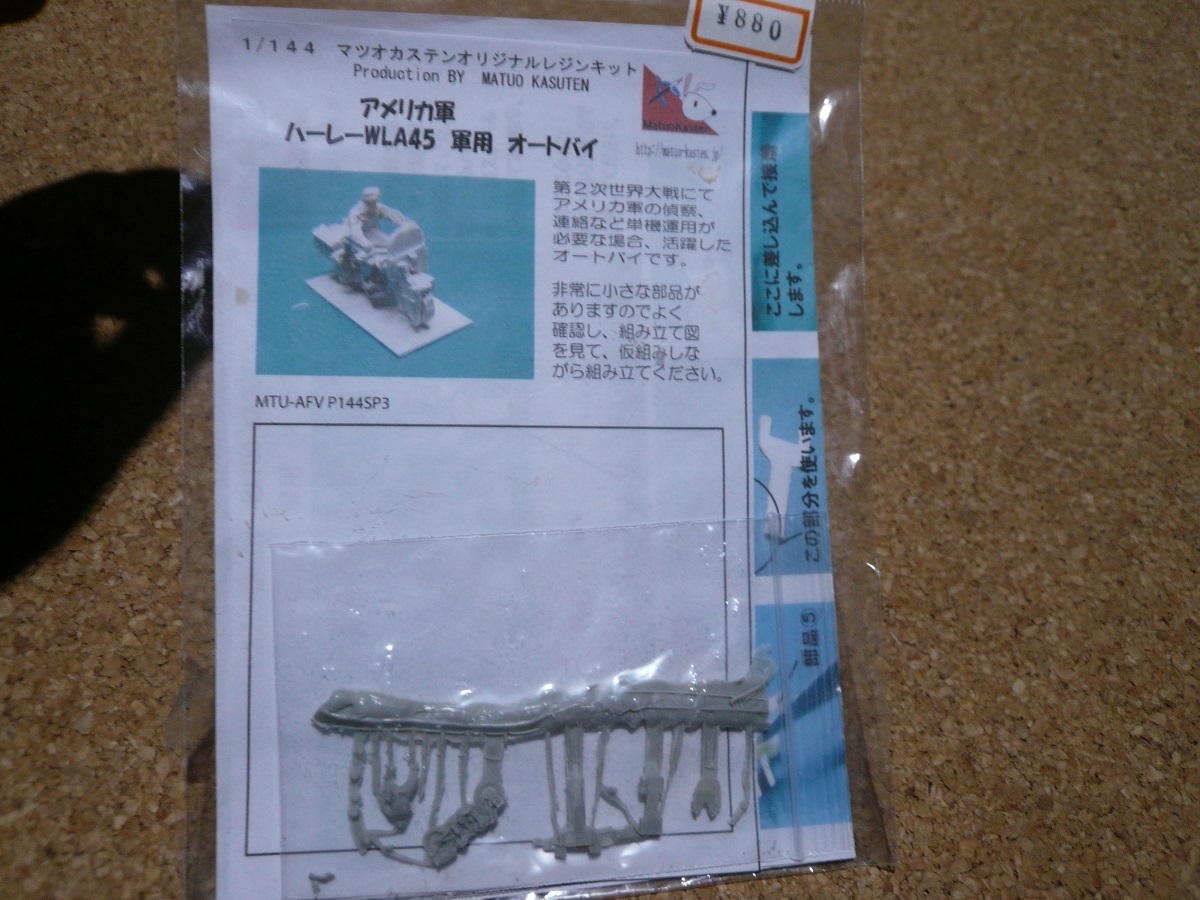 ¥880
1/144 マツオカステンオリジナルレジンキット
Production BY MATUO KASUTEN
アメリカ軍
ハーレーWLA45 軍用 オートバイ
MatuoKasten
第2次世界大戦にて
アメリカ軍の偵察、
連絡など単機運用が
必要な場合、活躍した
オートバイです。
非常に小さな部品が
ありますのでよく
確認し、組み立て図
を見て、仮組みしな
がら組み立てください。
MTU-AFV P144SP3
ここに差し込んで接着
します。
この部分を使います。
部品⑤